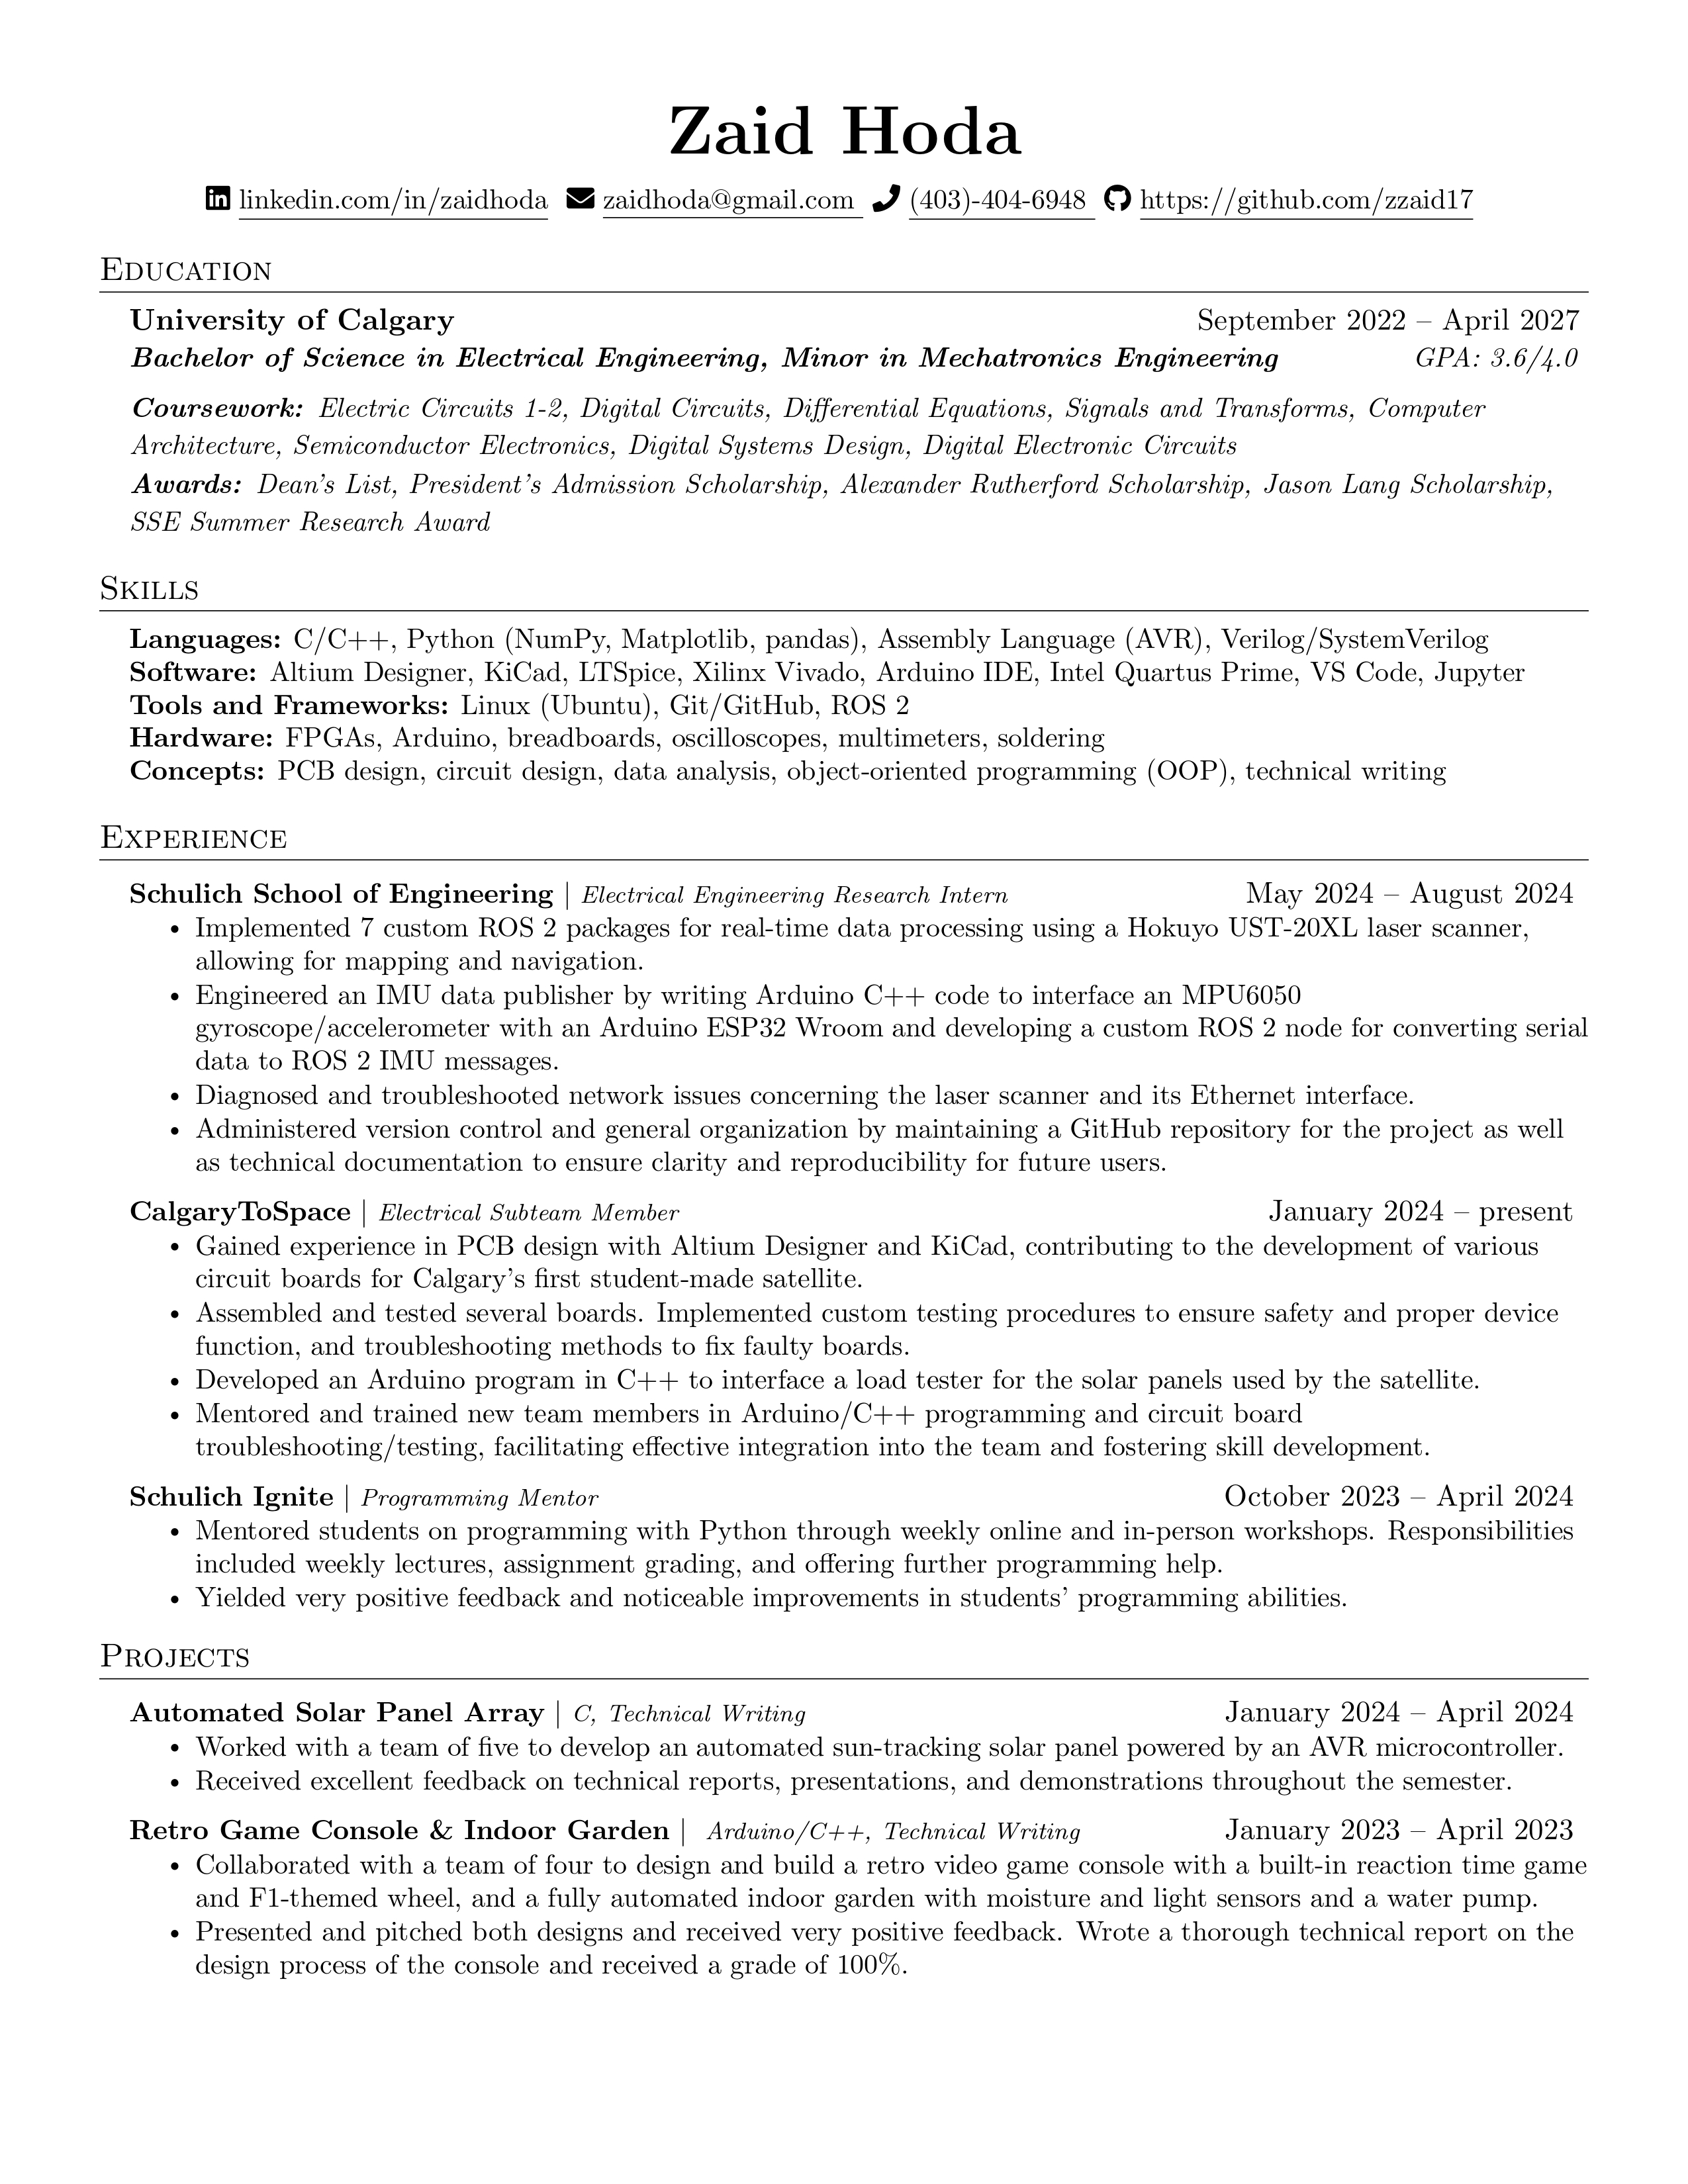 Zaid Hoda
linkedin.com/in/zaidhoda zaidhoda@gmail.com (403)-404-6948 https://github.com/zzaid17
Education
University of Calgary September 2022 – April 2027
Bachelor of Science in Electrical Engineering, Minor in Mechatronics Engineering GPA: 3.6/4.0
Coursework: Electric Circuits 1-2, Digital Circuits, Differential Equations, Signals and Transforms, Computer
Architecture, Semiconductor Electronics, Digital Systems Design, Digital Electronic Circuits
Awards: Dean's List, President's Admission Scholarship, Alexander Rutherford Scholarship, Jason Lang Scholarship,
SSE Summer Research Award
Skills
Languages: C/C++, Python (NumPy, Matplotlib, pandas), Assembly Language (AVR), Verilog/SystemVerilog
Software: Altium Designer, KiCad, LTSpice, Xilinx Vivado, Arduino IDE, Intel Quartus Prime, VS Code, Jupyter
Tools and Frameworks: Linux (Ubuntu), Git/GitHub, ROS 2
Hardware: FPGAs, Arduino, breadboards, oscilloscopes, multimeters, soldering
Concepts: PCB design, circuit design, data analysis, object-oriented programming (OOP), technical writing
Experience
Schulich School of Engineering | Electrical Engineering Research Intern May 2024 – August 2024
• Implemented 7 custom ROS 2 packages for real-time data processing using a Hokuyo UST-20XL laser scanner,
allowing for mapping and navigation.
• Engineered an IMU data publisher by writing Arduino C++ code to interface an MPU6050
gyroscope/accelerometer with an Arduino ESP32 Wroom and developing a custom ROS 2 node for converting serial
data to ROS 2 IMU messages.
• Diagnosed and troubleshooted network issues concerning the laser scanner and its Ethernet interface.
• Administered version control and general organization by maintaining a GitHub repository for the project as well
as technical documentation to ensure clarity and reproducibility for future users.
CalgaryToSpace | Electrical Subteam Member January 2024 – present
• Gained experience in PCB design with Altium Designer and KiCad, contributing to the development of various
circuit boards for Calgary's first student-made satellite.
• Assembled and tested several boards. Implemented custom testing procedures to ensure safety and proper device
function, and troubleshooting methods to fix faulty boards.
• Developed an Arduino program in C++ to interface a load tester for the solar panels used by the satellite.
• Mentored and trained new team members in Arduino/C++ programming and circuit board
troubleshooting/testing, facilitating effective integration into the team and fostering skill development.
Schulich Ignite | Programming Mentor October 2023 – April 2024
• Mentored students on programming with Python through weekly online and in-person workshops. Responsibilities
included weekly lectures, assignment grading, and offering further programming help.
• Yielded very positive feedback and noticeable improvements in students' programming abilities.
Projects
Automated Solar Panel Array | C, Technical Writing January 2024 – April 2024
• Worked with a team of five to develop an automated sun-tracking solar panel powered by an AVR microcontroller.
• Received excellent feedback on technical reports, presentations, and demonstrations throughout the semester.
Retro Game Console & Indoor Garden | Arduino/C++, Technical Writing January 2023 – April 2023
• Collaborated with a team of four to design and build a retro video game console with a built-in reaction time game
and F1-themed wheel, and a fully automated indoor garden with moisture and light sensors and a water pump.
• Presented and pitched both designs and received very positive feedback. Wrote a thorough technical report on the
design process of the console and received a grade of 100%.